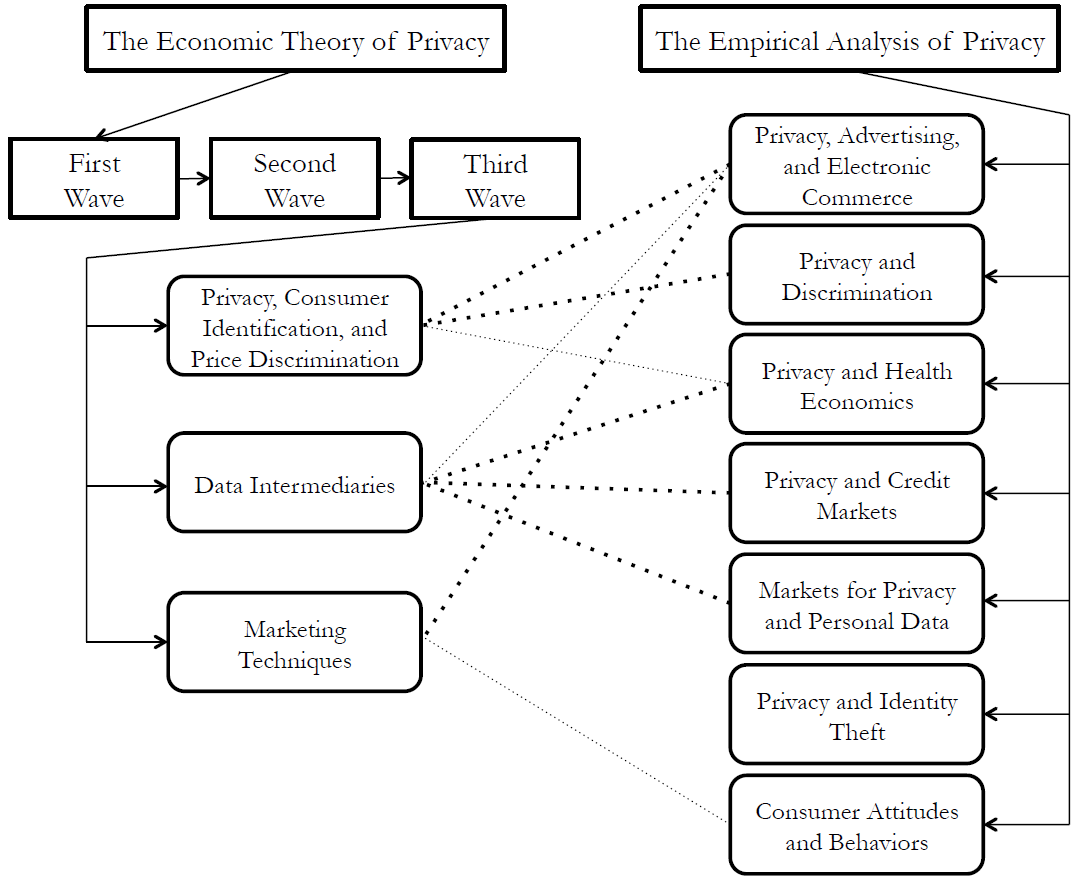 The Economic Theory of Privacy
The Empirical Analysis of Privacy
First
Wave
Second
Wave
Third
Wave
Privacy, Consumer
Identification, and
Price Discrimination
Data Intermediaries
Marketing
Techniques
Privacy, Advertising,
and Electronic
Commerce
Privacy and
Discrimination
Privacy and Health
Economics
Privacy and Credit
Markets
Markets for Privacy
and Personal Data
Privacy and Identity
Theft
Consumer Attitudes
and Behaviors